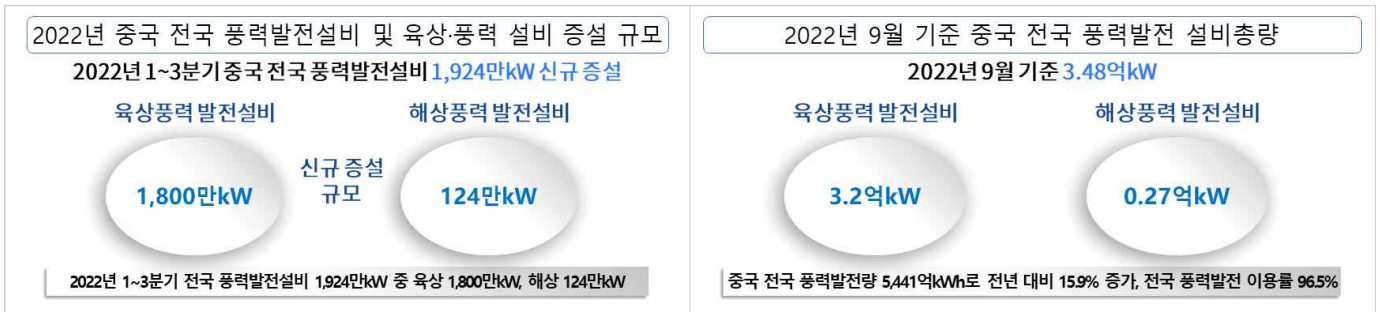 2022년 중국 전국 풍력발전설비 및 육상·풍력 설비 증설 규모
2022년 1~3분기 중국 전국 풍력발전설비 1,924만kW 신규 증설
육상풍력 발전설비
해상풍력 발전설비
1,800만kW
신규 증설
규모
124만kW
2022년 1~3분기 전국 풍력발전설비 1,924만kW 중 육상 1,800만kW, 해상 124만kW
2022년 9월 기준 중국 전국 풍력발전 설비총량
2022년 9월 기준 3.48억kW
육상풍력 발전설비
해상풍력 발전설비
3.2억kW
0.27억kW
중국 전국 풍력발전량 5,441억kWh로 전년 대비 15.9% 증가, 전국 풍력발전 이용률 96.5%